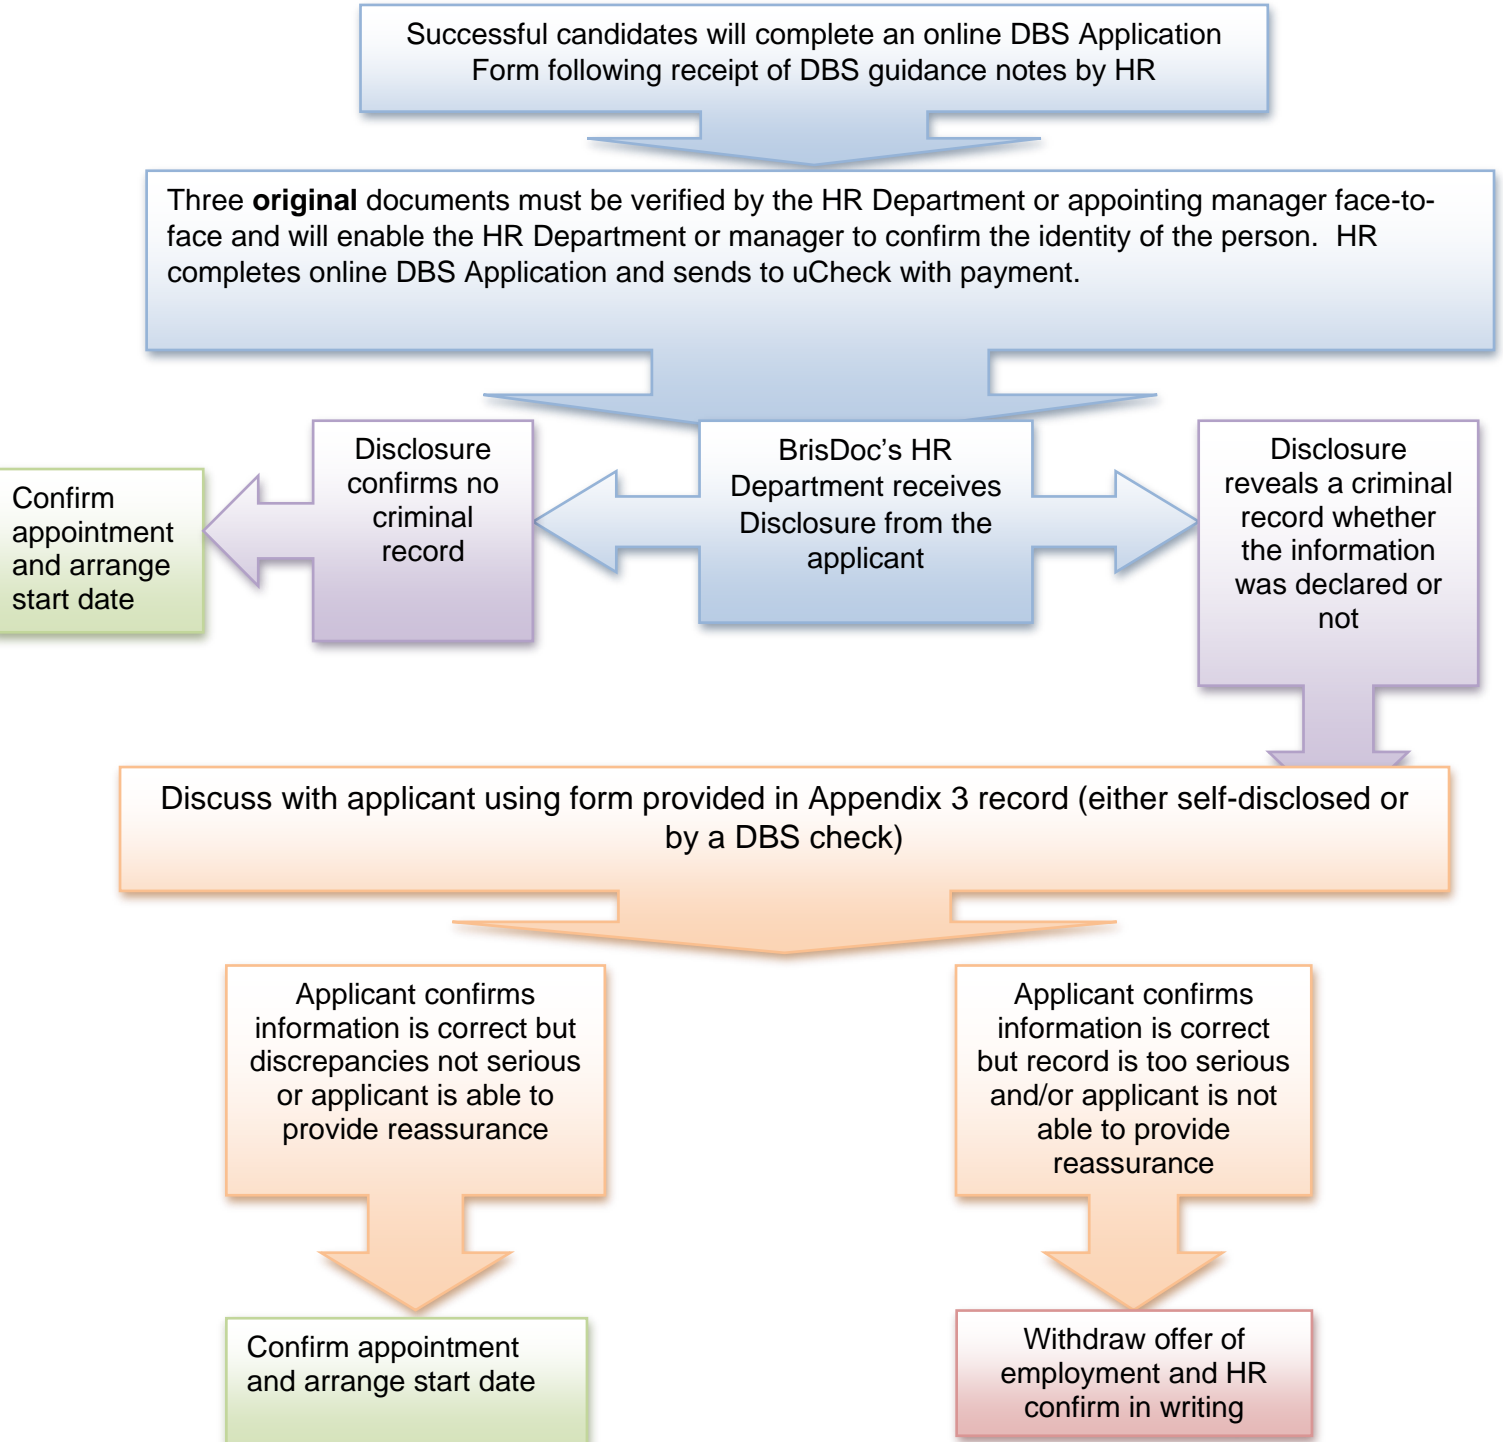 Successful candidates will complete an online DBS Application
Form following receipt of DBS guidance notes by HR
Three original documents must be verified by the HR Department or appointing manager face-to-
face and will enable the HR Department or manager to confirm the identity of the person.  HR
completes online DBS Application and sends to uCheck with payment.
Confirm
appointment
and arrange
start date
Disclosure
confirms no
criminal
record
BrisDoc's HR
Department receives
Disclosure from the
applicant
Disclosure
reveals a criminal
record whether
the information
was declared or
not
Discuss with applicant using form provided in Appendix 3 record (either self-disclosed or
by a DBS check)
Applicant confirms
information is correct but
discrepancies not serious
or applicant is able to
provide reassurance
Applicant confirms
information is correct
but record is too serious
and/or applicant is not
able to provide
reassurance
Confirm appointment
and arrange start date
Withdraw offer of
employment and HR
confirm in writing